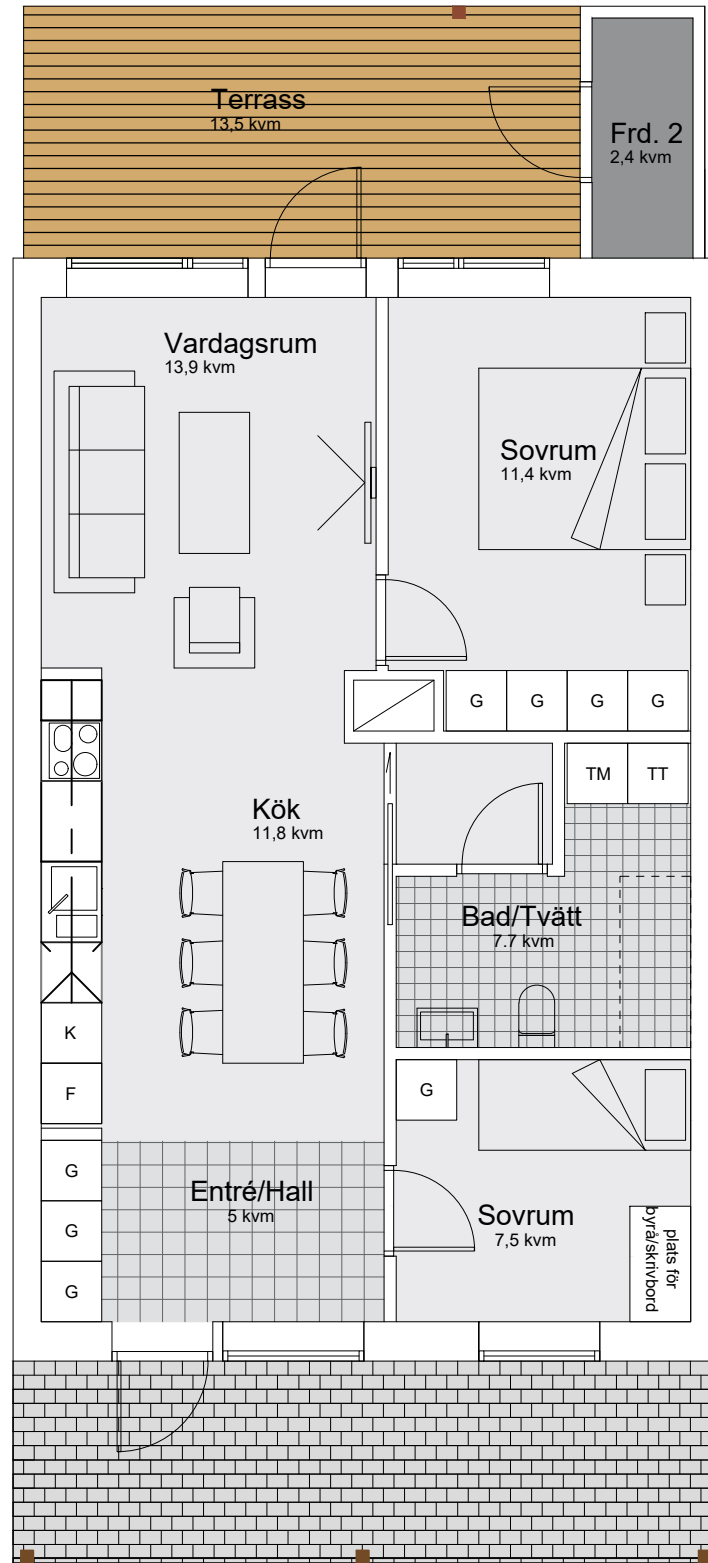 Terrass
13,5 kvm
Frd. 2
2,4 kvm
Vardagsrum
13,9 kvm
Sovrum
11,4 kvm
G
G
G
G
TM
TT
Kök
11,8 kvm
Bad/Tvätt
7.7 kvm
K
F
G
G
G
G
Entré/Hall
5 kvm
Sovrum
7,5 kvm
plats för
byrå/skrivbord